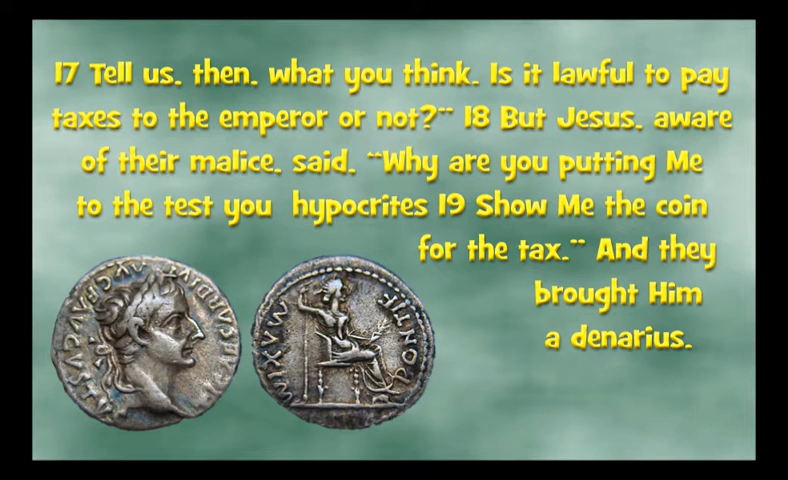 17 Tell us, then, what you think. Is it lawful to pay
taxes to the emperor or not?" 18 But Jesus, aware
of their malice, said, "Why are you putting Me
to the test you hypocrites 19 Show Me the coin
for the tax." And they
brought Him
a denarius.
MAXIM
PONTIF